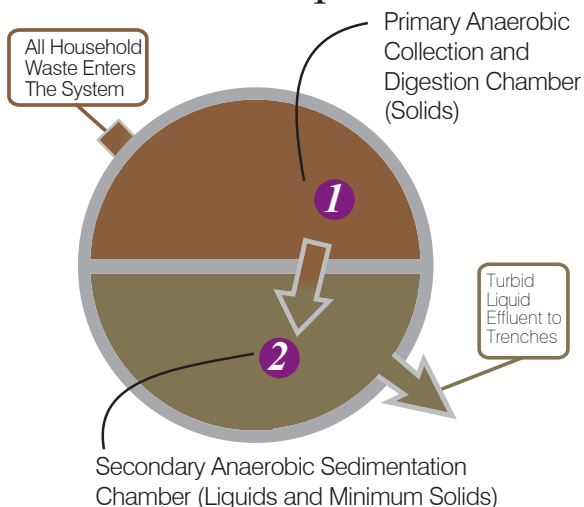 All Household
Waste Enters
The System
Primary Anaerobic
Collection and
Digestion Chamber
(Solids)
1
Turbid
Liquid
Effluent to
Trenches
2
Secondary Anaerobic Sedimentation
Chamber (Liquids and Minimum Solids)